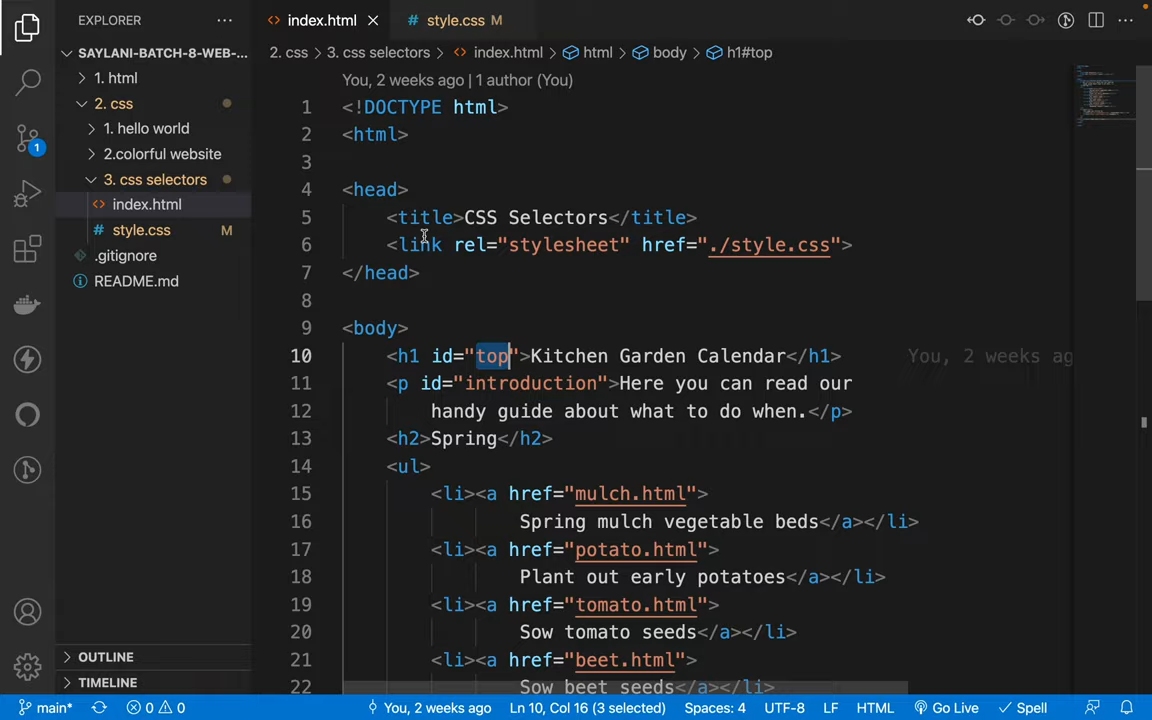 EXPLORER
index.html
style.css M
SAYLANI-BATCH-8-WEB-...
1. html
2. css
1. hello world
2.colorful website
3. css selectors
index.html
style.css M
.gitignore
README.md
OUTLINE
TIMELINE
1
2. css > 3. css selectors > index.html > html > body > h1#top
You, 2 weeks ago | 1 author (You)
1 <!DOCTYPE html>
2 <html>
3
4 <head>
5 <title>CSS Selectors</title>
6 <link rel="stylesheet" href="./style.css">
7 </head>
8
9 <body>
10 <h1 id="top">Kitchen Garden Calendar</h1> You, 2 weeks ag
11 <p id="introduction">Here you can read our
12 handy guide about what to do when.</p>
13 <h2>Spring</h2>
14 <ul>
15 <li><a href="mulch.html">
16 Spring mulch vegetable beds</a></li>
17 <li><a href="potato.html">
18 Plant out early potatoes</a></li>
19 <li><a href="tomato.html">
20 Sow tomato seeds</a></li>
21 <li><a href="beet.html">
22 Sow beet seeds</a></li>
main* 0 0 You, 2 weeks ago Ln 10, Col 16 (3 selected) Spaces: 4 UTF-8 LF HTML Go Live Spell